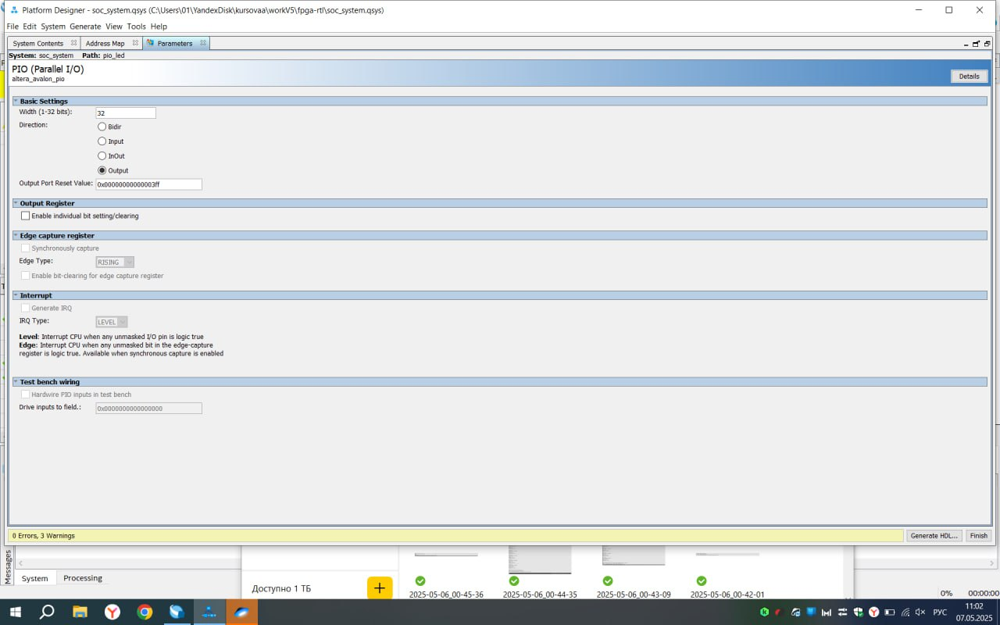 Platform Designer - soc_system.qsys (C:\Users\01\YandexDisk\kursovaa\workV5\fpga-rtl\soc_system.qsys)
File Edit System Generate View Tools Help
System Contents Address Map Parameters
System: soc_system Path: pio_led
PIO (Parallel I/O)
altera_avalon_pio
Details
Basic Settings
Width (1-32 bits): 32
Direction: Bidir
Input
InOut
Output
Output Port Reset Value: 0x00000000000003ff
Output Register
Enable individual bit setting/clearing
Edge capture register
Synchronously capture
Edge Type: RISING
Enable bit-clearing for edge capture register
Interrupt
Generate IRQ
IRQ Type: LEVEL
Level: Interrupt CPU when any unmasked I/O pin is logic true
Edge: Interrupt CPU when any unmasked bit in the edge-capture
register is logic true. Available when synchronous capture is enabled
Test bench wiring
Hardwire PIO inputs in test bench
Drive inputs to field.: 0x0000000000000000
0 Errors, 3 Warnings
Generate HDL... Finish
Messages
System Processing
Доступно 1 ТБ
2025-05-06_00-45-36 2025-05-06_00-44-35 2025-05-06_00-43-09 2025-05-06_00-42-01
0% 00:00:00
РУС
11:02
07.05.2025